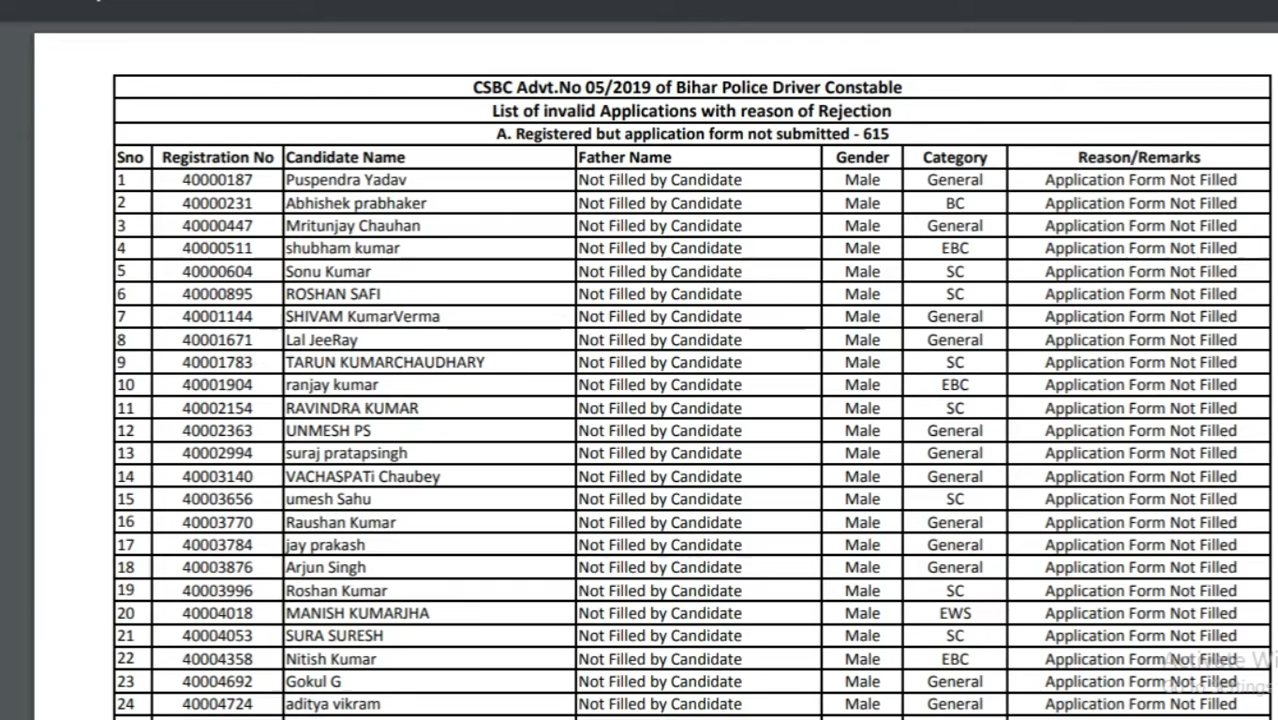 CSBC Advt.No 05/2019 of Bihar Police Driver Constable
List of invalid Applications with reason of Rejection
A. Registered but application form not submitted - 615
Sno Registration No Candidate Name Father Name Gender Category Reason/Remarks
1 40000187 Puspendra Yadav Not Filled by Candidate Male General Application Form Not Filled
2 40000231 Abhishek prabhaker Not Filled by Candidate Male BC Application Form Not Filled
3 40000447 Mritunjay Chauhan Not Filled by Candidate Male General Application Form Not Filled
4 40000511 shubham kumar Not Filled by Candidate Male EBC Application Form Not Filled
5 40000604 Sonu Kumar Not Filled by Candidate Male SC Application Form Not Filled
6 40000895 ROSHAN SAFI Not Filled by Candidate Male SC Application Form Not Filled
7 40001144 SHIVAM KumarVerma Not Filled by Candidate Male General Application Form Not Filled
8 40001671 Lal JeeRay Not Filled by Candidate Male General Application Form Not Filled
9 40001783 TARUN KUMARCHAUDHARY Not Filled by Candidate Male SC Application Form Not Filled
10 40001904 ranjay kumar Not Filled by Candidate Male EBC Application Form Not Filled
11 40002154 RAVINDRA KUMAR Not Filled by Candidate Male SC Application Form Not Filled
12 40002363 UNMESH PS Not Filled by Candidate Male General Application Form Not Filled
13 40002994 suraj pratapsingh Not Filled by Candidate Male General Application Form Not Filled
14 40003140 VACHASPATi Chaubey Not Filled by Candidate Male General Application Form Not Filled
15 40003656 umesh Sahu Not Filled by Candidate Male SC Application Form Not Filled
16 40003770 Raushan Kumar Not Filled by Candidate Male General Application Form Not Filled
17 40003784 jay prakash Not Filled by Candidate Male General Application Form Not Filled
18 40003876 Arjun Singh Not Filled by Candidate Male General Application Form Not Filled
19 40003996 Roshan Kumar Not Filled by Candidate Male SC Application Form Not Filled
20 40004018 MANISH KUMARJHA Not Filled by Candidate Male EWS Application Form Not Filled
21 40004053 SURA SURESH Not Filled by Candidate Male SC Application Form Not Filled
22 40004358 Nitish Kumar Not Filled by Candidate Male EBC Application Form Not Filled
23 40004692 Gokul G Not Filled by Candidate Male General Application Form Not Filled
24 40004724 aditya vikram Not Filled by Candidate Male General Application Form Not Filled